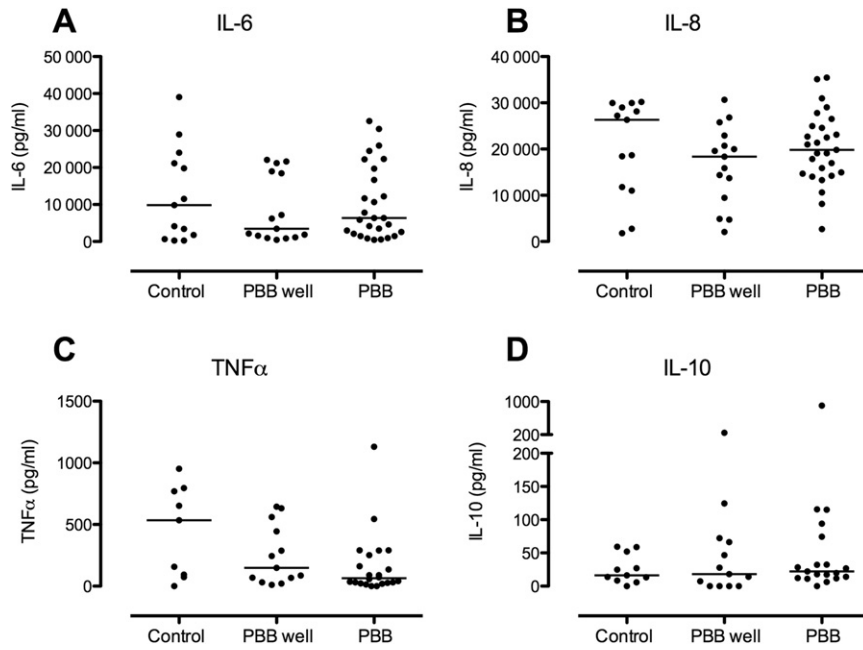 A
IL-6
50 000
40 000
30 000
20 000
10 000
0
IL-6 (pg/ml)
Control PBB well PBB
B
IL-8
40 000
30 000
20 000
10 000
0
IL-8 (pg/ml)
Control PBB well PBB
C
TNFα
1500
1000
500
0
TNFα (pg/ml)
Control PBB well PBB
D
IL-10
1000
200
200
150
100
50
0
IL-10 (pg/ml)
Control PBB well PBB